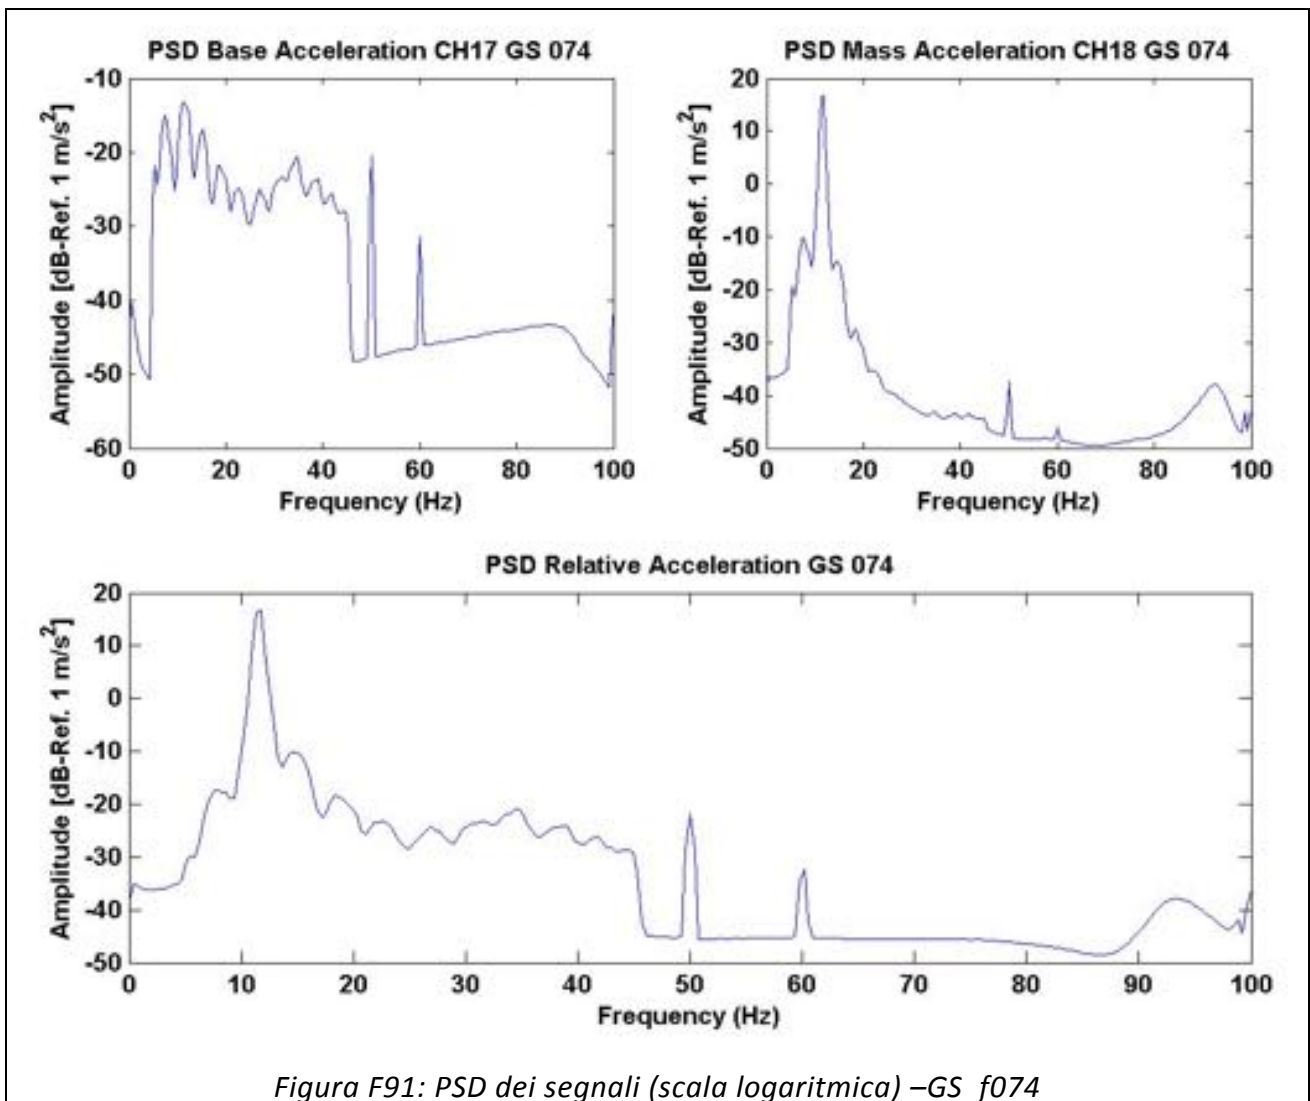 PSD Base Acceleration CH17 GS 074
-10
-20
-30
-40
-50
-60
Amplitude [dB-Ref. 1 m/s²]
0 20 40 60 80 100
Frequency (Hz)
PSD Mass Acceleration CH18 GS 074
20
10
0
-10
-20
-30
-40
-50
Amplitude [dB-Ref. 1 m/s²]
0 20 40 60 80 100
Frequency (Hz)
PSD Relative Acceleration GS 074
20
10
0
-10
-20
-30
-40
-50
Amplitude [dB-Ref. 1 m/s²]
0 10 20 30 40 50 60 70 80 90 100
Frequency (Hz)
Figura F91: PSD dei segnali (scala logaritmica) –GS_f074